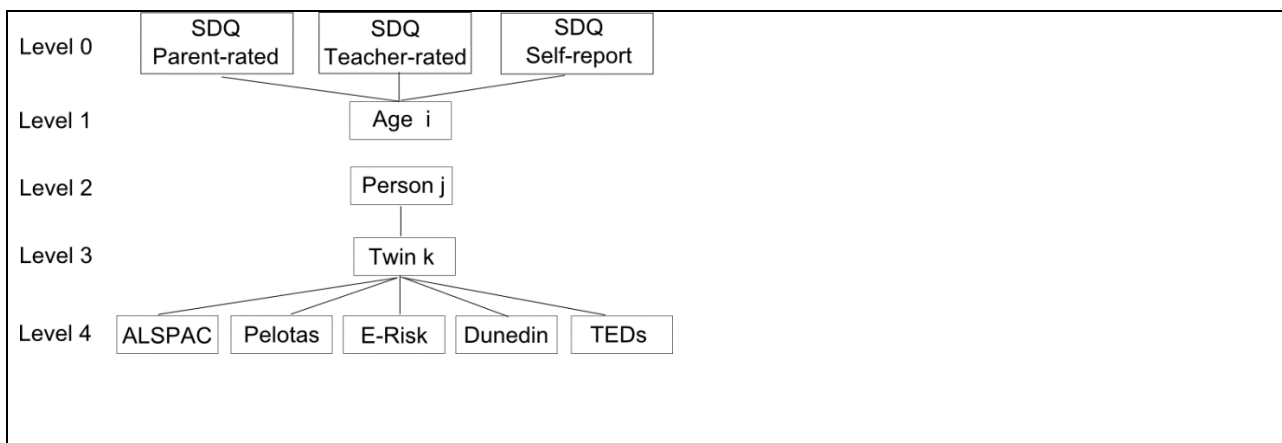 Level 0
SDQ
Parent-rated
SDQ
Teacher-rated
SDQ
Self-report
Level 1
Age i
Level 2
Person j
Level 3
Twin k
Level 4
ALSPAC
Pelotas
E-Risk
Dunedin
TEDs